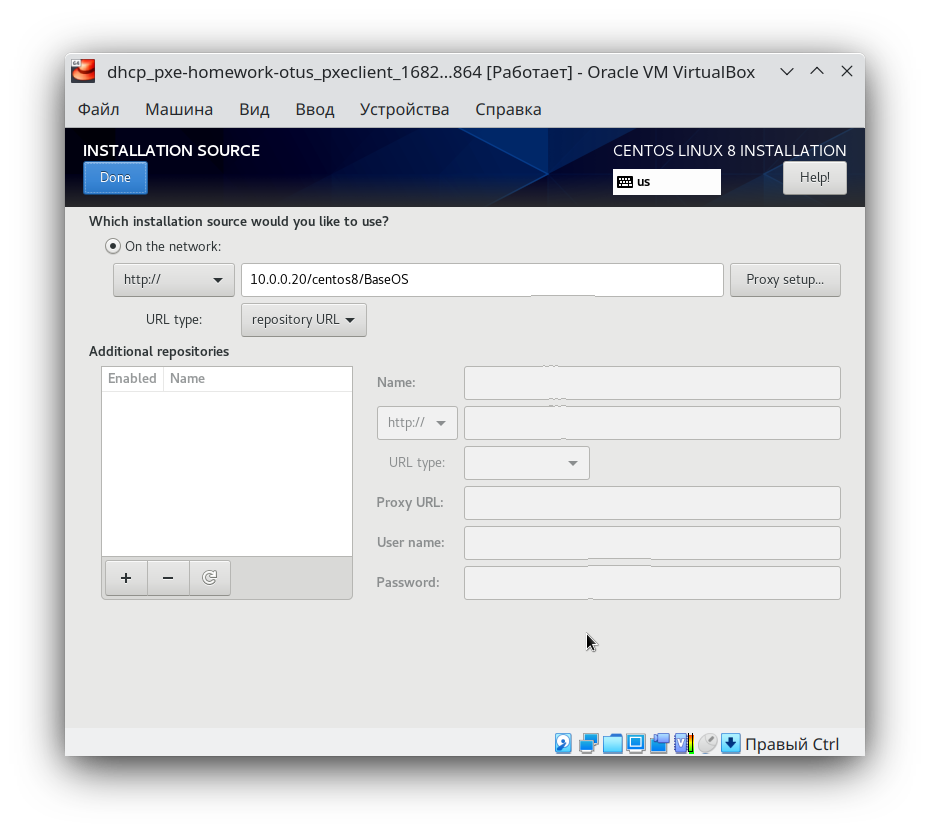 64
dhcp_pxe-homework-otus_pxeclient_1682...864 [Работает] - Oracle VM VirtualBox
Файл Машина Вид Ввод Устройства Справка
INSTALLATION SOURCE
CENTOS LINUX 8 INSTALLATION
Done
us
Help!
Which installation source would you like to use?
On the network:
http://
10.0.0.20/centos8/BaseOS
Proxy setup...
URL type:
repository URL
Additional repositories
Enabled Name
Name:
http://
URL type:
Proxy URL:
User name:
Password:
Правый Ctrl